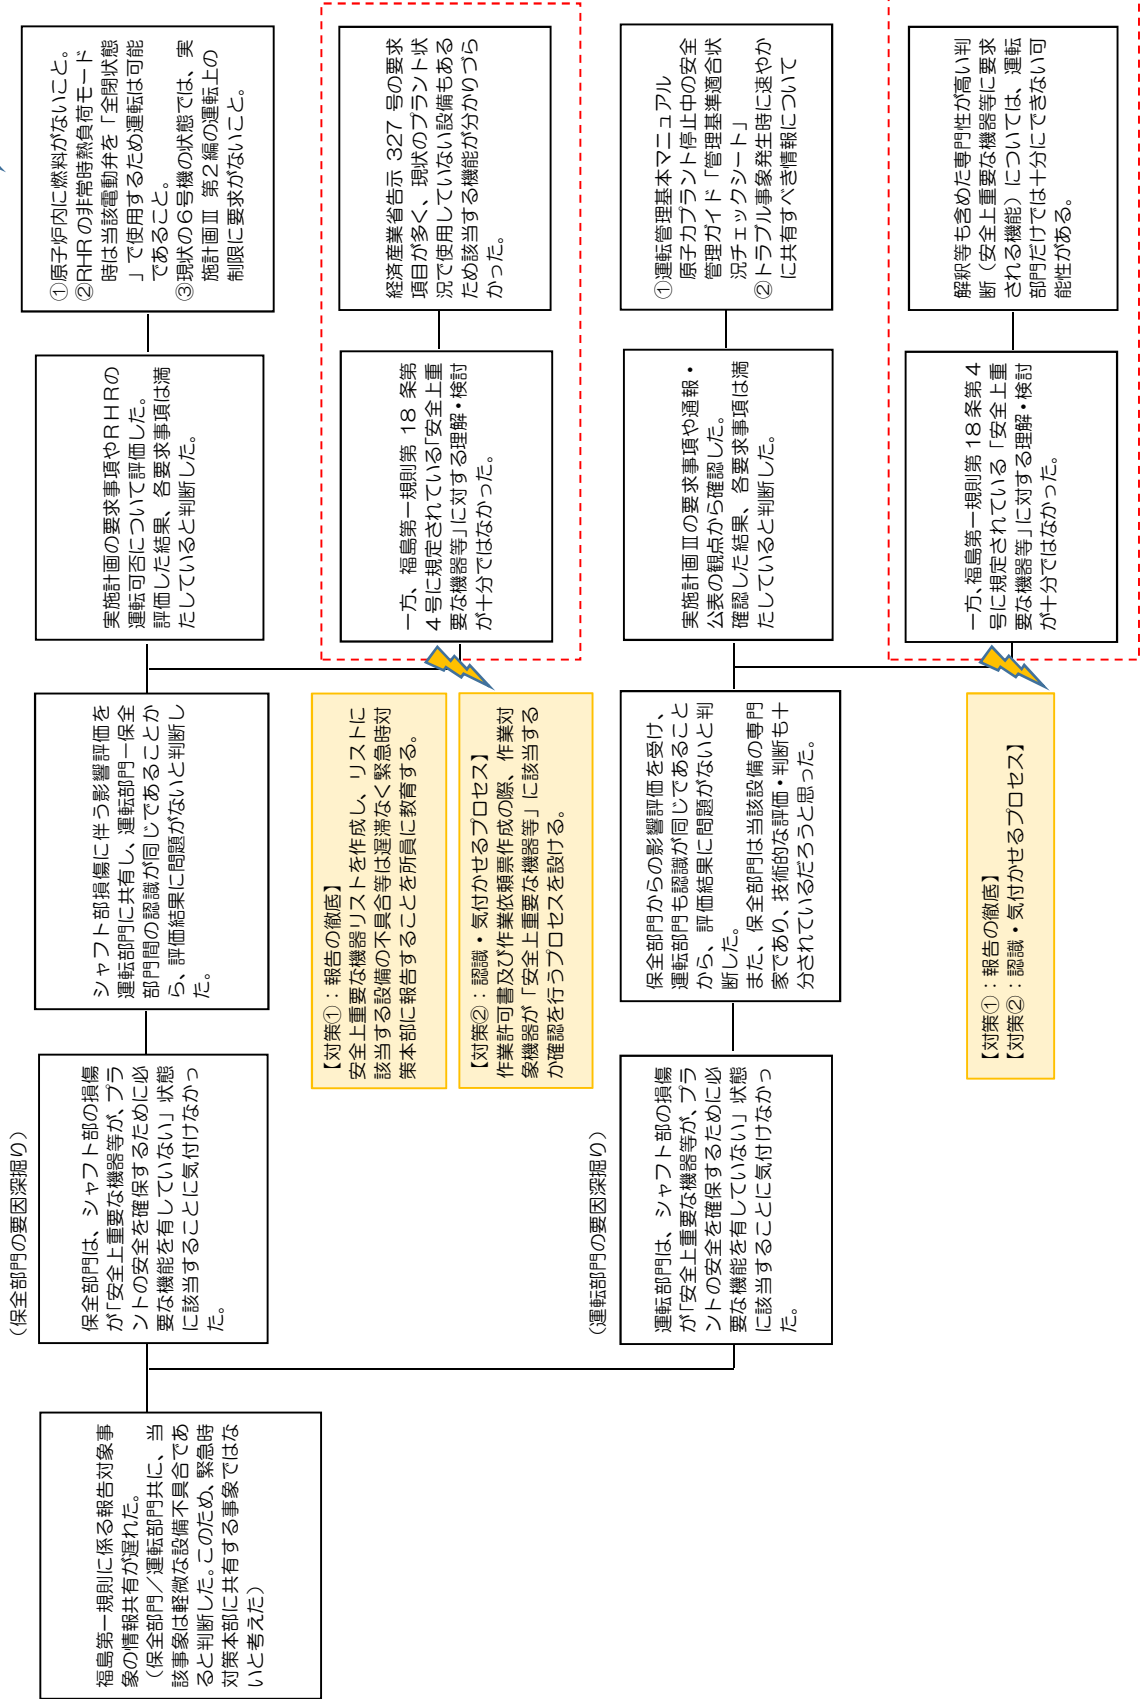 福島第一規則に係る報告対象事
象の情報共有が遅れた。
（保全部門／運転部門共に、当
該事象は軽微な設備不具合であ
ると判断した。このため、緊急時
対策本部に共有する事象ではな
いと考えた）
（保全部門の要因深掘り）
保全部門は、シャフト部の損傷
が「安全上重要な機器等が、プラ
ントの安全を確保するために必
要な機能を有していない」状態
に該当することに気付けなかっ
た。
シャフト部損傷に伴う影響評価を
運転部門に共有し、運転部門－保全
部門間の認識が同じであることか
ら、評価結果に問題がないと判断し
た。
実施計画の要求事項やＲＨＲの
運転可否について評価した。
評価した結果、各要求事項は満
たしていると判断した。
①原子炉内に燃料がないこと。
②RHRの非常時熱負荷モード
時は当該電動弁を「全閉状態
」で使用するため運転は可能
であること。
③現状の６号機の状態では、実
施計画Ⅲ 第２編の運転上の
制限に要求がないこと。
一方、福島第一規則第 18 条第
4 号に規定されている「安全上重
要な機器等」に対する理解・検討
が十分ではなかった。
経済産業省告示 327 号の要求
項目が多く、現状のプラント状
況で使用していない設備もある
ため該当する機能が分かりづら
かった。
【対策①：報告の徹底】
安全上重要な機器リストを作成し、リストに
該当する設備の不具合等は遅滞なく緊急時対
策本部に報告することを所員に教育する。
【対策②：認識・気付かせるプロセス】
作業許可書及び作業依頼票作成の際、作業対
象機器が「安全上重要な機器等」に該当する
か確認を行うプロセスを設ける。
（運転部門の要因深掘り）
運転部門は、シャフト部の損傷
が「安全上重要な機器等が、プラ
ントの安全を確保するために必
要な機能を有していない」状態
に該当することに気付けなかっ
た。
保全部門からの影響評価を受け、
運転部門も認識が同じであること
から、評価結果に問題がないと判
断した。
また、保全部門は当該設備の専門
家であり、技術的な評価・判断も十
分されているだろうと思った。
実施計画Ⅲの要求事項や通報・
公表の観点から確認した。
確認した結果、各要求事項は満
たしていると判断した。
①運転管理基本マニュアル
原子力プラント停止中の安全
管理ガイド「管理基準適合状
況チェックシート」
②トラブル事象発生時に速やか
に共有すべき情報について
一方、福島第一規則第 18 条第 4
号に規定されている「安全上重
要な機器等」に対する理解・検討
が十分ではなかった。
解釈等も含めた専門性が高い判
断（安全上重要な機器等に要求
される機能）については、運転
部門だけでは十分にできない可
能性がある。
【対策①：報告の徹底】
【対策②：認識・気付かせるプロセス】